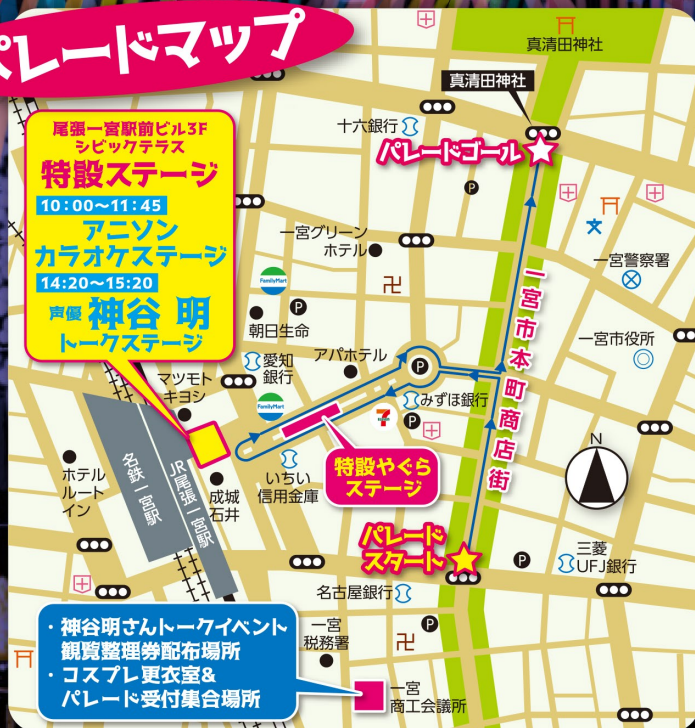 パレードマップ
尾張一宮駅前ビル3F
シビックテラス
特設ステージ
10:00〜11:45
アニソン
カラオケステージ
14:20〜15:20
声優 神谷 明
トークステージ
真清田神社
真清田神社
十六銀行
パレードゴール
P
一宮グリーン
ホテル
卍
一宮警察署
FamilyMart
P
朝日生命
一宮市本町商店街
一宮市役所
愛知
銀行
アパホテル
P
マツモト
キヨシ
FamilyMart
みずほ銀行
7
P
N
特設やぐら
ステージ
ホテル
ルート
イン
名鉄一宮駅
JR尾張一宮駅
成城
石井
いちい
信用金庫
パレード
スタート
P
三菱
UFJ銀行
名古屋銀行
P
一宮
税務署
卍
・神谷明さんトークイベント
観覧整理券配布場所
・コスプレ更衣室&
パレード受付集合場所
一宮
商工会議所